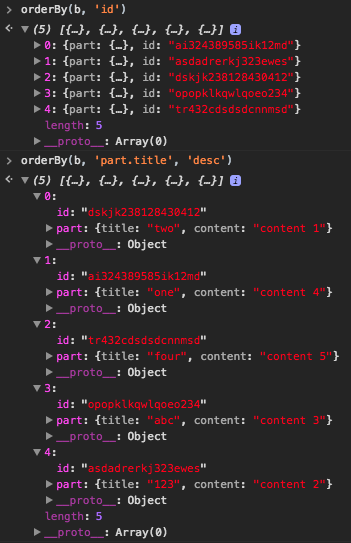 > orderBy(b, 'id')
(5) [{…}, {…}, {…}, {…}, {…}] i
0: {part: {…}, id: "ai324389585ik12md"}
1: {part: {…}, id: "asdadrerkj323ewes"}
2: {part: {…}, id: "dskjk238128430412"}
3: {part: {…}, id: "opopklkqwlqoeo234"}
4: {part: {…}, id: "tr432cdsdsdcnnmsd"}
length: 5
__proto__: Array(0)
> orderBy(b, 'part.title', 'desc')
(5) [{…}, {…}, {…}, {…}, {…}] i
0:
id: "dskjk238128430412"
part: {title: "two", content: "content 1"}
__proto__: Object
1:
id: "ai324389585ik12md"
part: {title: "one", content: "content 4"}
__proto__: Object
2:
id: "tr432cdsdsdcnnmsd"
part: {title: "four", content: "content 5"}
__proto__: Object
3:
id: "opopklkqwlqoeo234"
part: {title: "abc", content: "content 3"}
__proto__: Object
4:
id: "asdadrerkj323ewes"
part: {title: "123", content: "content 2"}
__proto__: Object
length: 5
__proto__: Array(0)